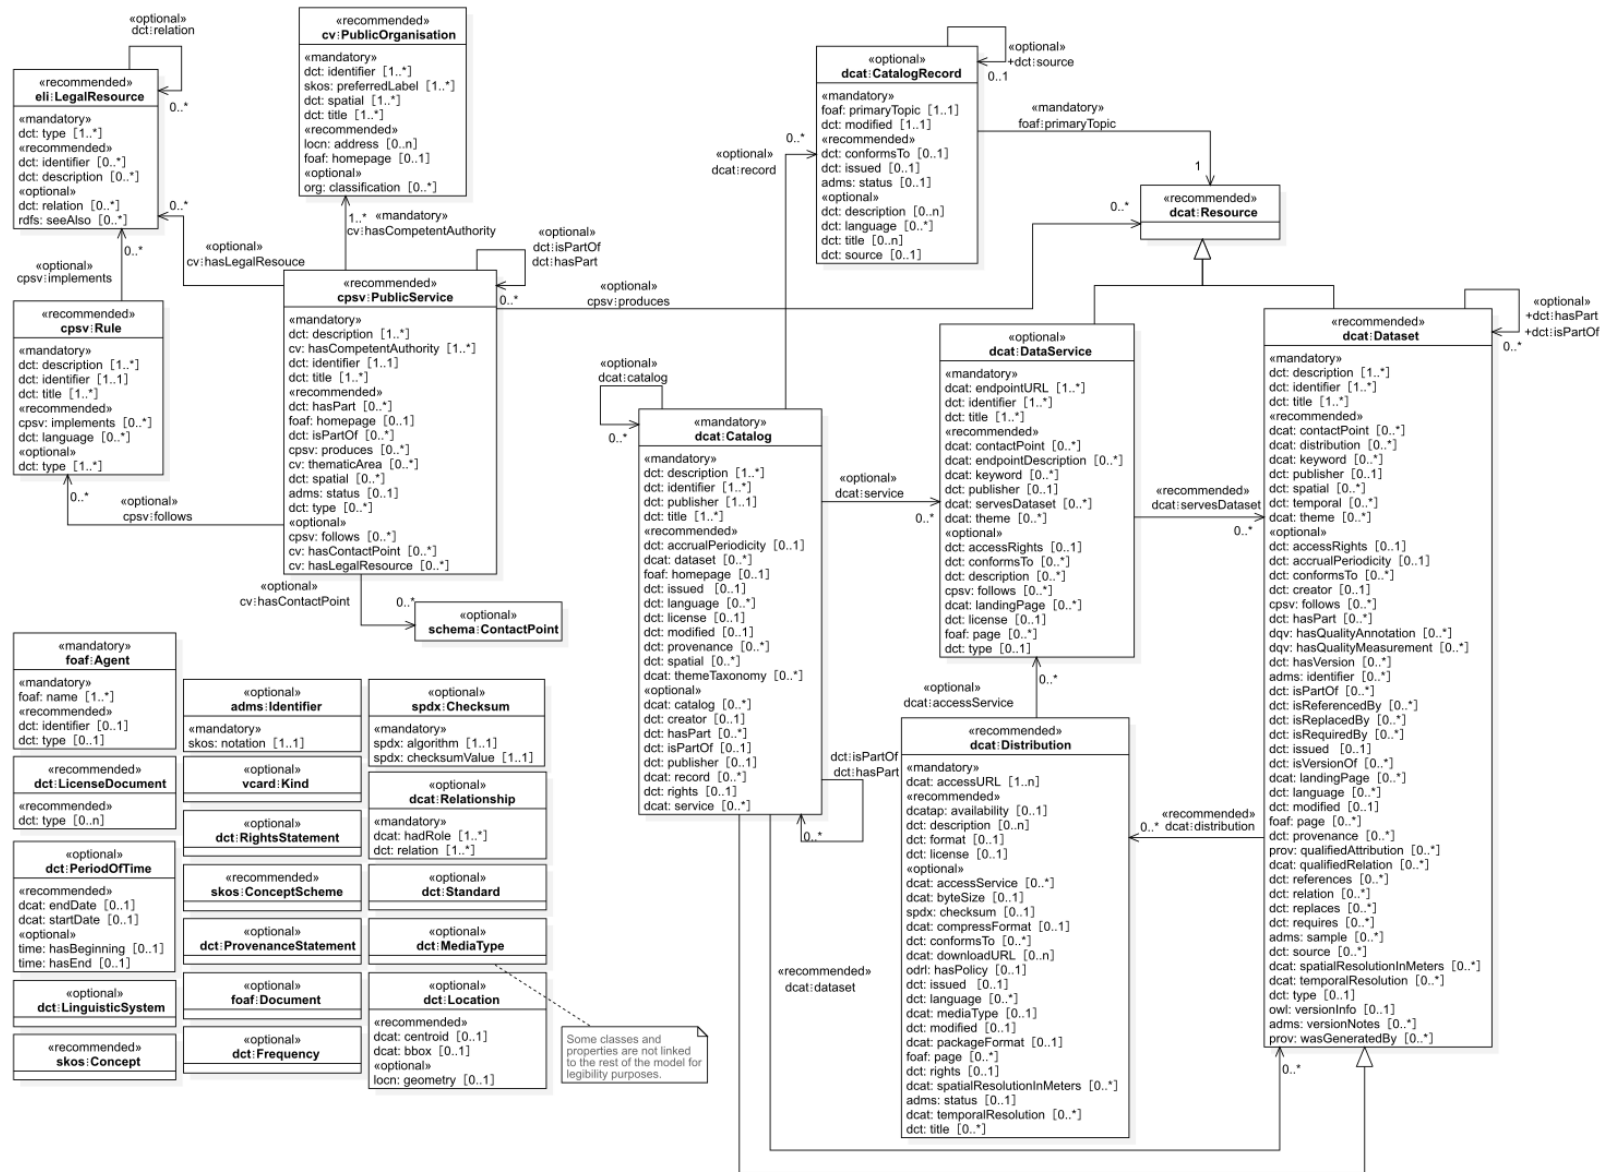 «optional»
dct⁝relation
0..*
«recommended»
eli⁝LegalResource
«mandatory»
dct: type [1..*]
«recommended»
dct: identifier [0..*]
dct: description [0..*]
«optional»
dct: relation [0..*]
rdfs: seeAlso [0..*]
«recommended»
cv⁝PublicOrganisation
«mandatory»
dct: identifier [1..*]
skos: preferredLabel [1..*]
dct: spatial [1..*]
dct: title [1..*]
«recommended»
locn: address [0..n]
foaf: homepage [0..1]
«optional»
org: classification [0..*]
«optional»
dcat⁝CatalogRecord
«mandatory»
foaf: primaryTopic [1..1]
dct: modified [1..1]
«recommended»
dct: conformsTo [0..1]
dct: issued [0..1]
adms: status [0..1]
«optional»
dct: description [0..n]
dct: language [0..*]
dct: title [0..n]
dct: source [0..1]
«optional»
+dct⁝source
0..1
«mandatory»
foaf⁝primaryTopic
1
0..*
«optional»
dcat⁝record
«recommended»
dcat⁝Resource
0..*
0..*
«optional»
cv⁝hasLegalResouce
1..* «mandatory»
cv⁝hasCompetentAuthority
«optional»
dct⁝isPartOf
dct⁝hasPart
0..*
«optional»
cpsv⁝produces
«optional»
cpsv⁝implements
0..*
«recommended»
cpsv⁝Rule
«mandatory»
dct: description [1..*]
dct: identifier [1..1]
dct: title [1..*]
«recommended»
cpsv: implements [0..*]
dct: language [0..*]
«optional»
dct: type [1..*]
0..*
«optional»
cpsv⁝follows
«recommended»
cpsv⁝PublicService
«mandatory»
dct: description [1..*]
cv: hasCompetentAuthority [1..*]
dct: identifier [1..1]
dct: title [1..*]
«recommended»
dct: hasPart [0..*]
foaf: homepage [0..1]
dct: isPartOf [0..*]
cpsv: produces [0..*]
cv: thematicArea [0..*]
dct: spatial [0..*]
adms: status [0..1]
dct: type [0..*]
«optional»
cpsv: follows [0..*]
cv: hasContactPoint [0..*]
cv: hasLegalResource [0..*]
«optional»
cv⁝hasContactPoint
0..*
«optional»
schema⁝ContactPoint
«optional»
dcat⁝catalog
0..*
«mandatory»
dcat⁝Catalog
«mandatory»
dct: description [1..*]
dct: identifier [1..*]
dct: publisher [1..1]
dct: title [1..*]
«recommended»
dct: accrualPeriodicity [0..1]
dcat: dataset [0..*]
foaf: homepage [0..1]
dct: issued [0..1]
dct: language [0..*]
dct: license [0..1]
dct: modified [0..1]
dct: provenance [0..*]
dct: spatial [0..*]
dcat: themeTaxonomy [0..*]
«optional»
dcat: catalog [0..*]
dct: creator [0..1]
dct: hasPart [0..*]
dct: isPartOf [0..1]
dct: publisher [0..1]
dcat: record [0..*]
dct: rights [0..1]
dcat: service [0..*]
dct⁝isPartOf
dct⁝hasPart
0..*
«optional»
dcat⁝service
0..*
«optional»
dcat⁝DataService
«mandatory»
dcat: endpointURL [1..*]
dct: identifier [1..*]
dct: title [1..*]
«recommended»
dcat: contactPoint [0..*]
dcat: endpointDescription [0..*]
dcat: keyword [0..*]
dct: publisher [0..1]
dcat: servesDataset [0..*]
dcat: theme [0..*]
«optional»
dct: accessRights [0..1]
dct: conformsTo [0..*]
dct: description [0..*]
cpsv: follows [0..*]
dcat: landingPage [0..*]
dct: license [0..1]
foaf: page [0..*]
dct: type [0..1]
«recommended»
dcat⁝servesDataset
0..*
«optional»
dcat⁝accessService
0..*
«recommended»
dcat⁝Distribution
«mandatory»
dcat: accessURL [1..n]
«recommended»
dcatap: availability [0..1]
dct: description [0..n]
dct: format [0..1]
dct: license [0..1]
«optional»
dcat: accessService [0..*]
dcat: byteSize [0..1]
spdx: checksum [0..1]
dcat: compressFormat [0..1]
dct: conformsTo [0..*]
dcat: downloadURL [0..n]
odrl: hasPolicy [0..1]
dct: issued [0..1]
dct: language [0..*]
dcat: mediaType [0..1]
dct: modified [0..1]
dcat: packageFormat [0..1]
foaf: page [0..*]
dct: rights [0..1]
dcat: spatialResolutionInMeters [0..*]
adms: status [0..1]
dcat: temporalResolution [0..*]
dct: title [0..*]
«recommended»
0..* dcat⁝distribution
«recommended»
dcat⁝dataset
0..*
«optional»
+dct⁝hasPart
+dct⁝isPartOf
0..*
«recommended»
dcat⁝Dataset
«mandatory»
dct: description [1..*]
dct: identifier [1..*]
dct: title [1..*]
«recommended»
dcat: contactPoint [0..*]
dcat: distribution [0..*]
dcat: keyword [0..*]
dct: publisher [0..1]
dct: spatial [0..*]
dct: temporal [0..*]
dcat: theme [0..*]
«optional»
dct: accessRights [0..1]
dct: accrualPeriodicity [0..1]
dct: conformsTo [0..*]
dct: creator [0..1]
cpsv: follows [0..*]
dct: hasPart [0..*]
dqv: hasQualityAnnotation [0..*]
dqv: hasQualityMeasurement [0..*]
dct: hasVersion [0..*]
adms: identifier [0..*]
dct: isPartOf [0..*]
dct: isReferencedBy [0..*]
dct: isReplacedBy [0..*]
dct: isRequiredBy [0..*]
dct: issued [0..1]
dct: isVersionOf [0..*]
dcat: landingPage [0..*]
dct: language [0..*]
dct: modified [0..1]
foaf: page [0..*]
dct: provenance [0..*]
prov: qualifiedAttribution [0..*]
dcat: qualifiedRelation [0..*]
dct: references [0..*]
dct: relation [0..*]
dct: replaces [0..*]
dct: requires [0..*]
adms: sample [0..*]
dct: source [0..*]
dcat: spatialResolutionInMeters [0..*]
dcat: temporalResolution [0..*]
dct: type [0..1]
owl: versionInfo [0..1]
adms: versionNotes [0..*]
prov: wasGeneratedBy [0..*]
«mandatory»
foaf⁝Agent
«mandatory»
foaf: name [1..*]
«recommended»
dct: identifier [0..1]
dct: type [0..1]
«recommended»
dct⁝LicenseDocument
«recommended»
dct: type [0..n]
«optional»
dct⁝PeriodOfTime
«recommended»
dcat: endDate [0..1]
dcat: startDate [0..1]
«optional»
time: hasBeginning [0..1]
time: hasEnd [0..1]
«optional»
dct⁝LinguisticSystem
«recommended»
skos⁝Concept
«optional»
adms⁝Identifier
«mandatory»
skos: notation [1..1]
«optional»
vcard⁝Kind
«optional»
dct⁝RightsStatement
«recommended»
skos⁝ConceptScheme
«optional»
dct⁝ProvenanceStatement
«optional»
foaf⁝Document
«optional»
dct⁝Frequency
«optional»
spdx⁝Checksum
«mandatory»
spdx: algorithm [1..1]
spdx: checksumValue [1..1]
«optional»
dcat⁝Relationship
«mandatory»
dcat: hadRole [1..*]
dct: relation [1..*]
«optional»
dct⁝Standard
«optional»
dct⁝MediaType
«optional»
dct⁝Location
«recommended»
dcat: centroid [0..1]
dcat: bbox [0..1]
«optional»
locn: geometry [0..1]
Some classes and
properties are not linked
to the rest of the model for
legibility purposes.